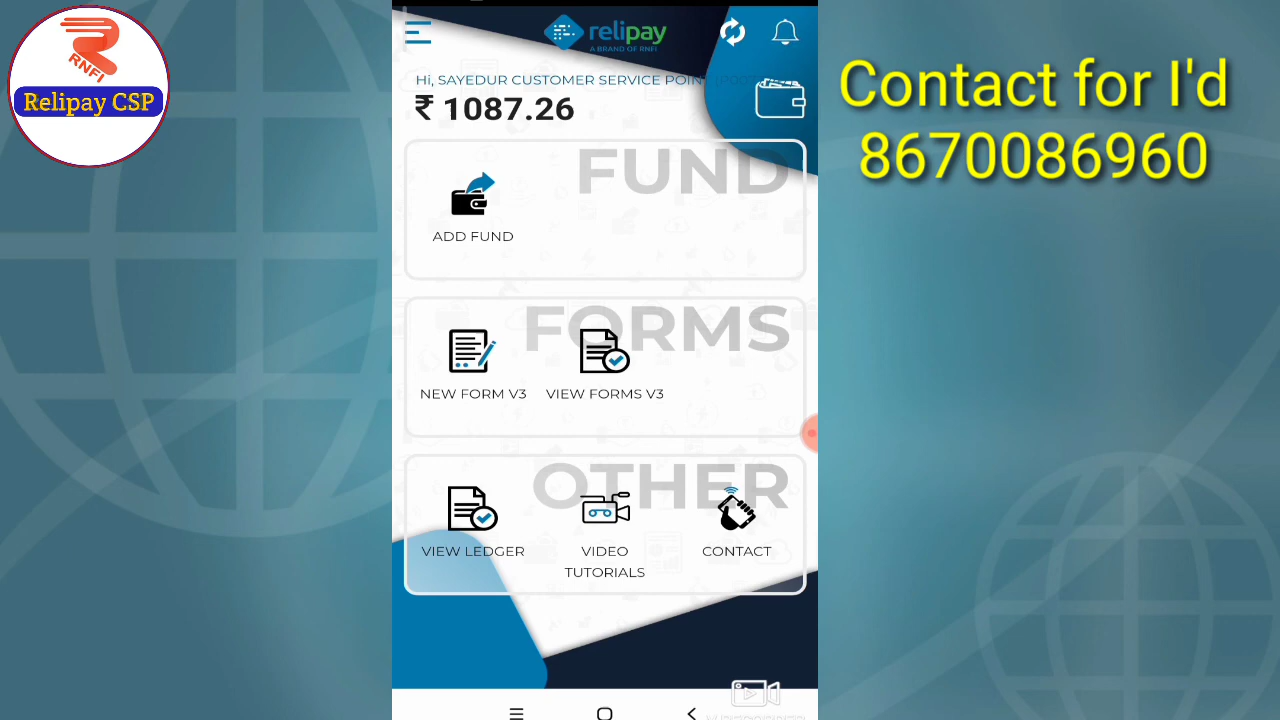 RNFI
Relipay CSP
relipay
A BRAND OF RNFI
Hi, SAYEDUR CUSTOMER SERVICE POINT
₹ 1087.26
FUND
ADD FUND
FORMS
NEW FORM V3
VIEW FORMS V3
OTHER
VIEW LEDGER
VIDEO
TUTORIALS
CONTACT
Contact for I'd
8670086960